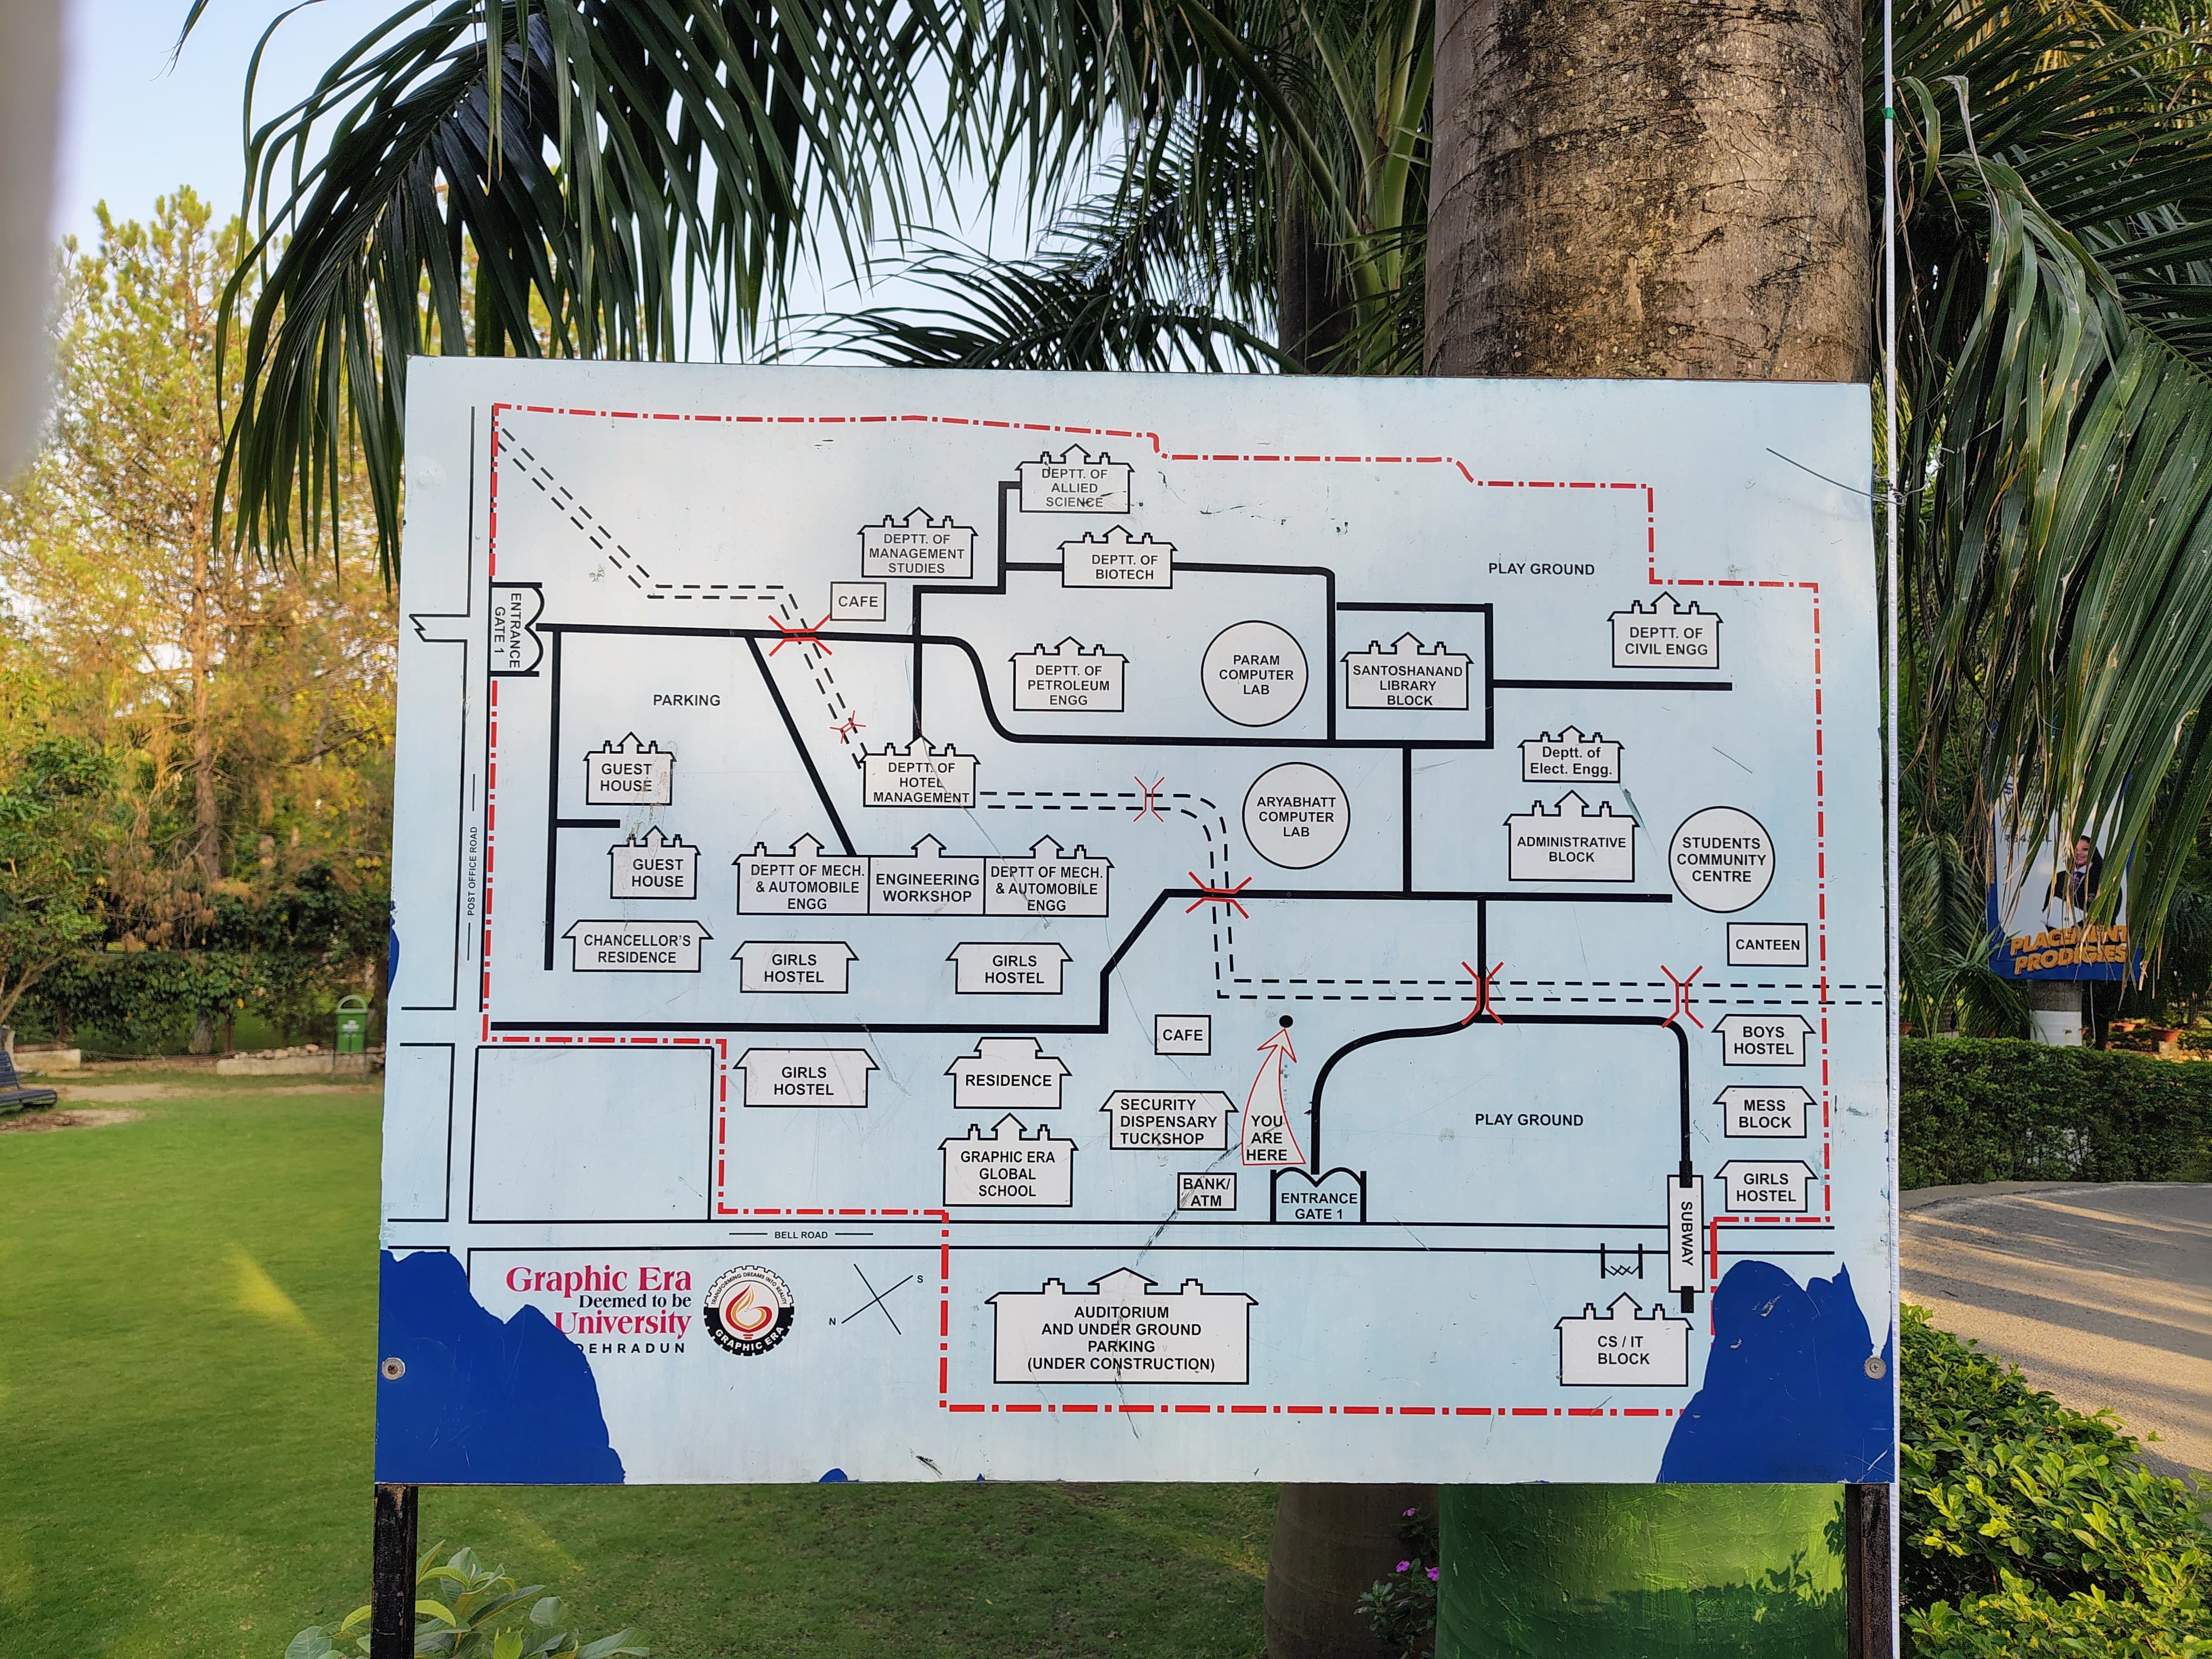 DEPTT. OF
ALLIED
SCIENCE
DEPTT. OF
MANAGEMENT
STUDIES
DEPTT. OF
BIOTECH
PLAY GROUND
CAFE
ENTRANCE
GATE 1
DEPTT. OF
CIVIL ENGG
DEPTT. OF
PETROLEUM
ENGG
PARAM
COMPUTER
LAB
SANTOSHANAND
LIBRARY
BLOCK
PARKING
GUEST
HOUSE
DEPTT. OF
HOTEL
MANAGEMENT
Deptt. of
Elect. Engg.
ARYABHATT
COMPUTER
LAB
ADMINISTRATIVE
BLOCK
STUDENTS
COMMUNITY
CENTRE
POST OFFICE ROAD
GUEST
HOUSE
DEPTT OF MECH.
& AUTOMOBILE
ENGG
ENGINEERING
WORKSHOP
DEPTT OF MECH.
& AUTOMOBILE
ENGG
CHANCELLOR'S
RESIDENCE
GIRLS
HOSTEL
GIRLS
HOSTEL
CANTEEN
CAFE
BOYS
HOSTEL
GIRLS
HOSTEL
RESIDENCE
SECURITY
DISPENSARY
TUCKSHOP
YOU
ARE
HERE
PLAY GROUND
MESS
BLOCK
GRAPHIC ERA
GLOBAL
SCHOOL
BANK/
ATM
ENTRANCE
GATE 1
GIRLS
HOSTEL
SUBWAY
BELL ROAD
Graphic Era
Deemed to be
University
DEHRADUN
TRANSFORMING DREAMS INTO REALITY
GRAPHIC ERA
N
S
AUDITORIUM
AND UNDER GROUND
PARKING
(UNDER CONSTRUCTION)
CS / IT
BLOCK
PLACEMENT
PRODIGIES